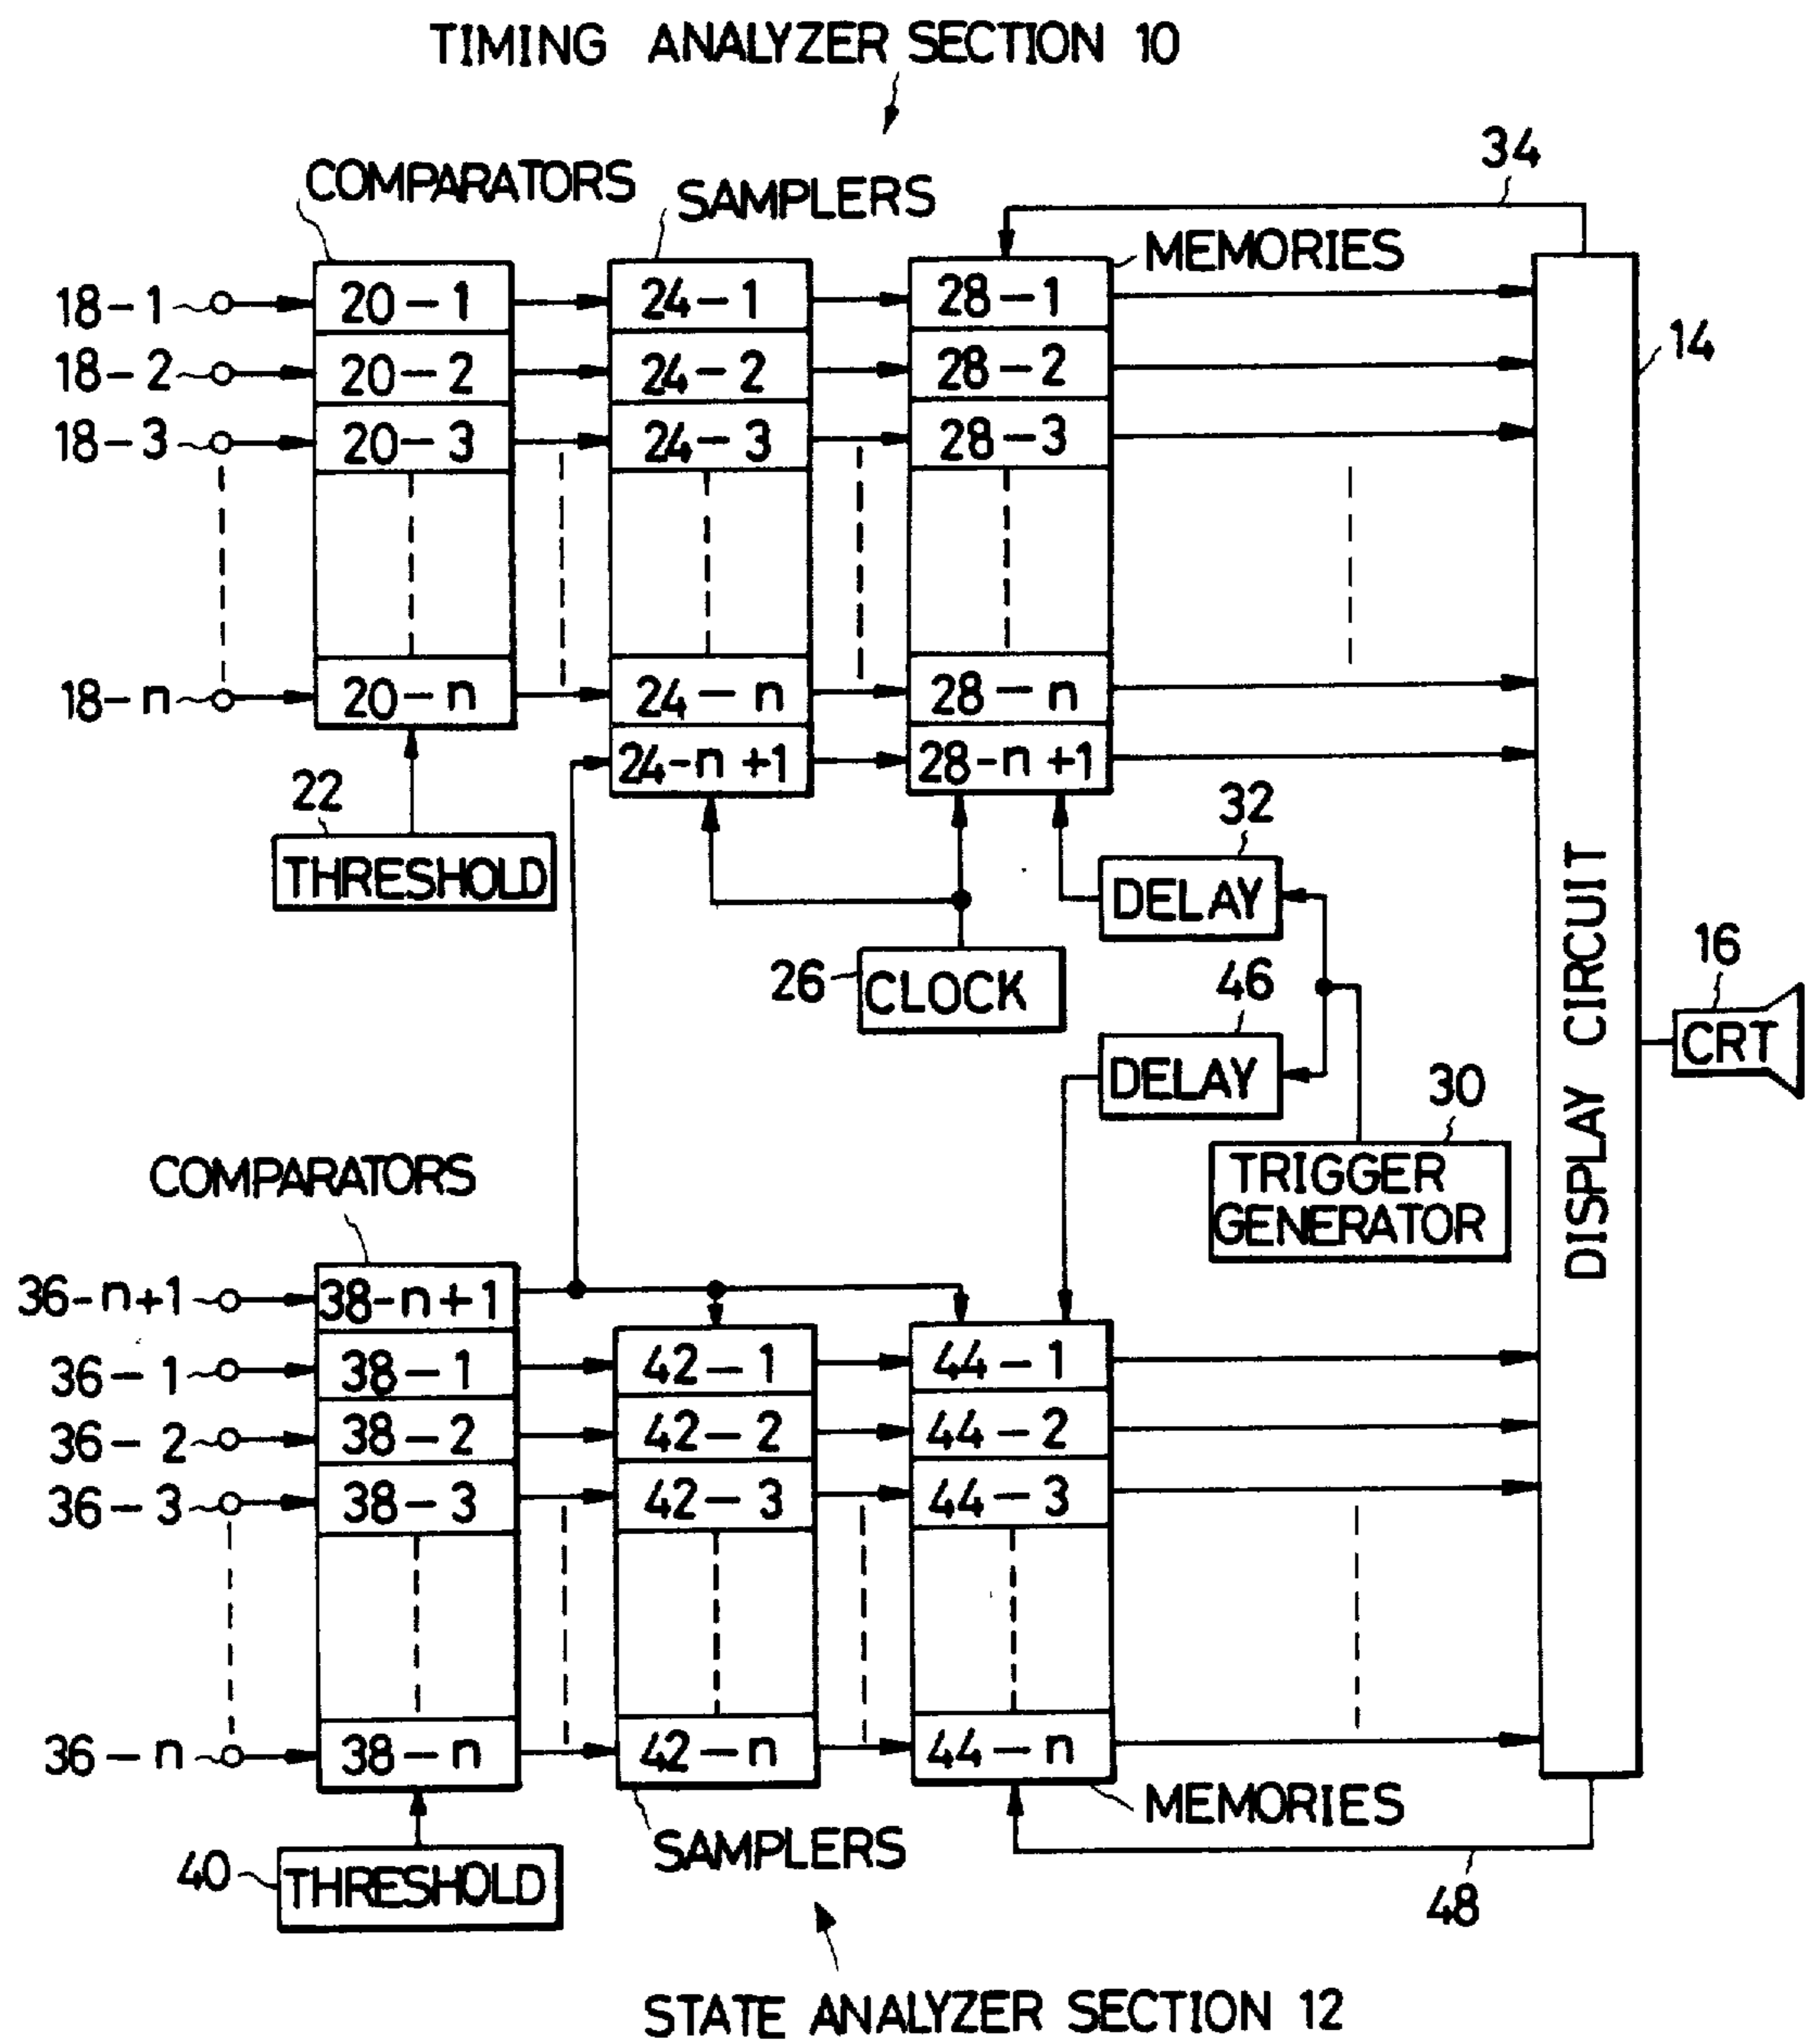 TIMING ANALYZER SECTION 10
COMPARATORS
SAMPLERS
MEMORIES
34
18-1
20-1
24-1
28-1
18-2
20-2
24-2
28-2
14
18-3
20-3
24-3
28-3
18-n
20-n
24-n
28-n
24-n+1
28-n+1
22
THRESHOLD
32
DELAY
26
CLOCK
46
DELAY
16
CRT
DISPLAY CIRCUIT
30
TRIGGER
GENERATOR
COMPARATORS
36-n+1
38-n+1
36-1
38-1
42-1
44-1
36-2
38-2
42-2
44-2
36-3
38-3
42-3
44-3
36-n
38-n
42-n
44-n
MEMORIES
SAMPLERS
40
THRESHOLD
48
STATE ANALYZER SECTION 12